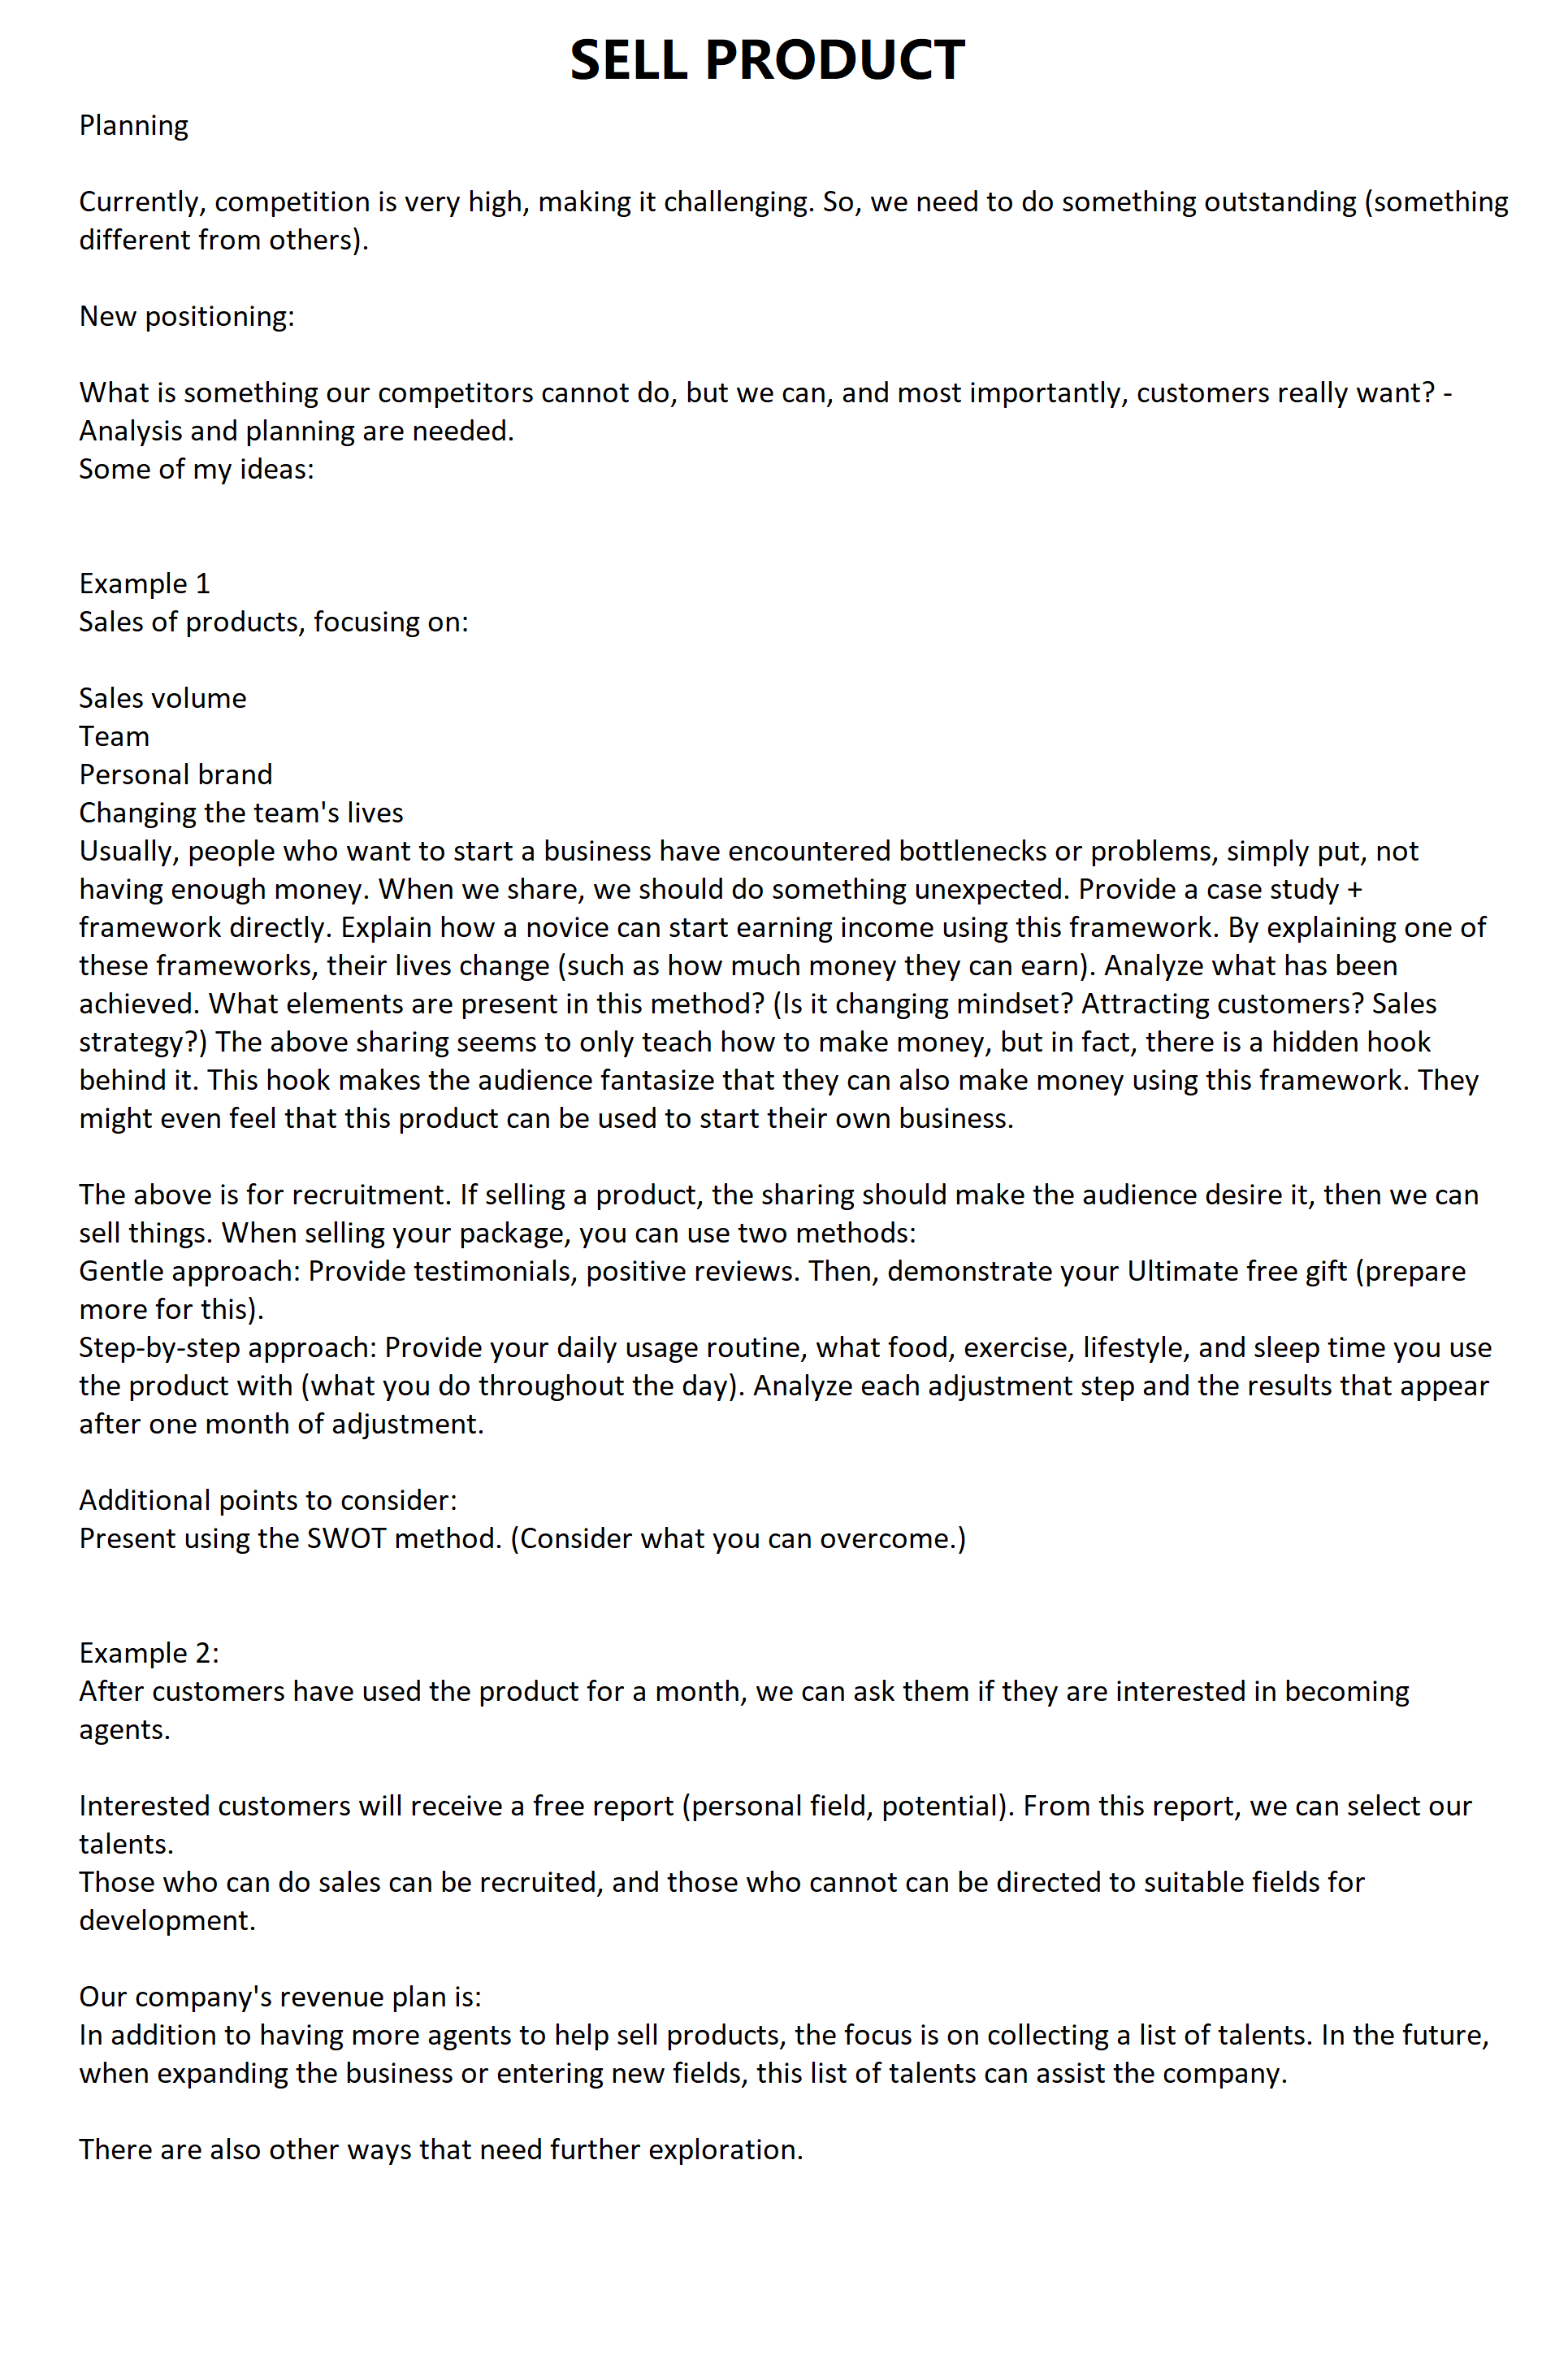 SELL PRODUCT
Planning
Currently, competition is very high, making it challenging. So, we need to do something outstanding (something
different from others).
New positioning:
What is something our competitors cannot do, but we can, and most importantly, customers really want? -
Analysis and planning are needed.
Some of my ideas:
Example 1
Sales of products, focusing on:
Sales volume
Team
Personal brand
Changing the team's lives
Usually, people who want to start a business have encountered bottlenecks or problems, simply put, not
having enough money. When we share, we should do something unexpected. Provide a case study +
framework directly. Explain how a novice can start earning income using this framework. By explaining one of
these frameworks, their lives change (such as how much money they can earn). Analyze what has been
achieved. What elements are present in this method? (Is it changing mindset? Attracting customers? Sales
strategy?) The above sharing seems to only teach how to make money, but in fact, there is a hidden hook
behind it. This hook makes the audience fantasize that they can also make money using this framework. They
might even feel that this product can be used to start their own business.
The above is for recruitment. If selling a product, the sharing should make the audience desire it, then we can
sell things. When selling your package, you can use two methods:
Gentle approach: Provide testimonials, positive reviews. Then, demonstrate your Ultimate free gift (prepare
more for this).
Step-by-step approach: Provide your daily usage routine, what food, exercise, lifestyle, and sleep time you use
the product with (what you do throughout the day). Analyze each adjustment step and the results that appear
after one month of adjustment.
Additional points to consider:
Present using the SWOT method. (Consider what you can overcome.)
Example 2:
After customers have used the product for a month, we can ask them if they are interested in becoming
agents.
Interested customers will receive a free report (personal field, potential). From this report, we can select our
talents.
Those who can do sales can be recruited, and those who cannot can be directed to suitable fields for
development.
Our company's revenue plan is:
In addition to having more agents to help sell products, the focus is on collecting a list of talents. In the future,
when expanding the business or entering new fields, this list of talents can assist the company.
There are also other ways that need further exploration.